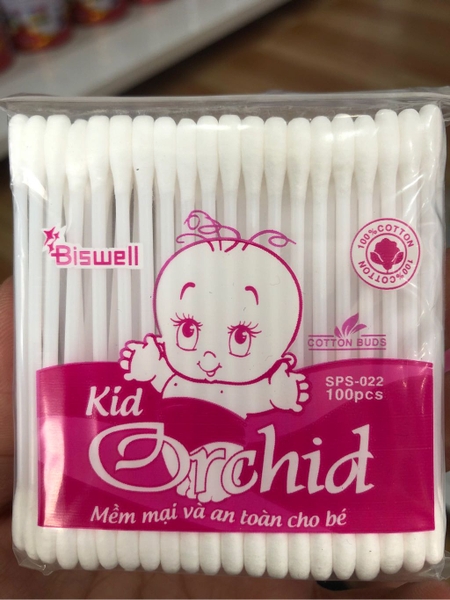 Biswell
100% COTTON
100% COTTON
COTTON BUDS
SPS-022
100pcs
Kid
Orchid
Mềm mại và an toàn cho bé